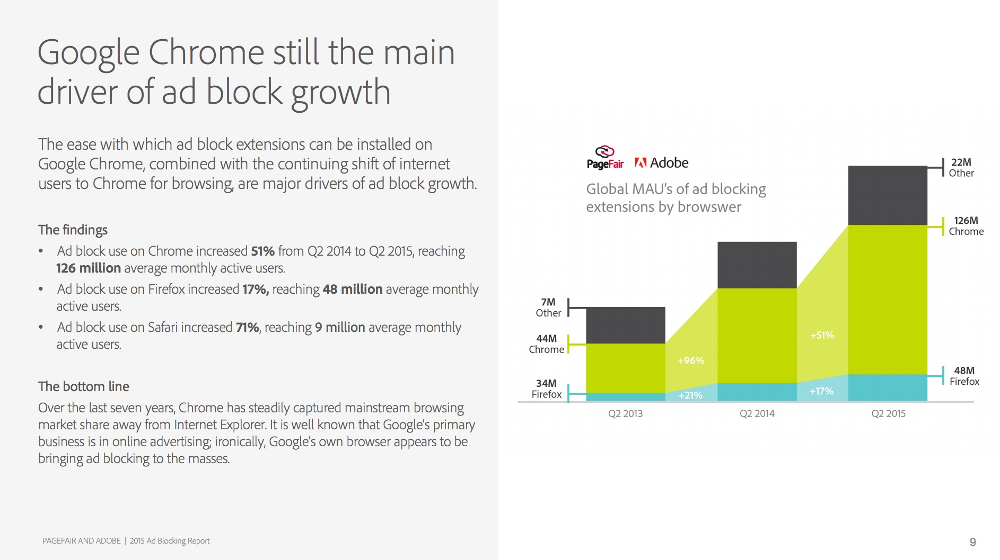 Google Chrome still the main
driver of ad block growth
The ease with which ad block extensions can be installed on
Google Chrome, combined with the continuing shift of internet
users to Chrome for browsing, are major drivers of ad block growth.
The findings
• Ad block use on Chrome increased 51% from Q2 2014 to Q2 2015, reaching
126 million average monthly active users.
• Ad block use on Firefox increased 17%, reaching 48 million average monthly
active users.
• Ad block use on Safari increased 71%, reaching 9 million average monthly
active users.
The bottom line
Over the last seven years, Chrome has steadily captured mainstream browsing
market share away from Internet Explorer. It is well known that Google's primary
business is in online advertising; ironically, Google's own browser appears to be
bringing ad blocking to the masses.
PAGEFAIR AND ADOBE | 2015 Ad Blocking Report
PageFair Adobe
Global MAU's of ad blocking
extensions by browswer
7M
Other
44M
Chrome
34M
Firefox
+96%
+21%
+51%
+17%
22M
Other
126M
Chrome
48M
Firefox
Q2 2013 Q2 2014 Q2 2015
9